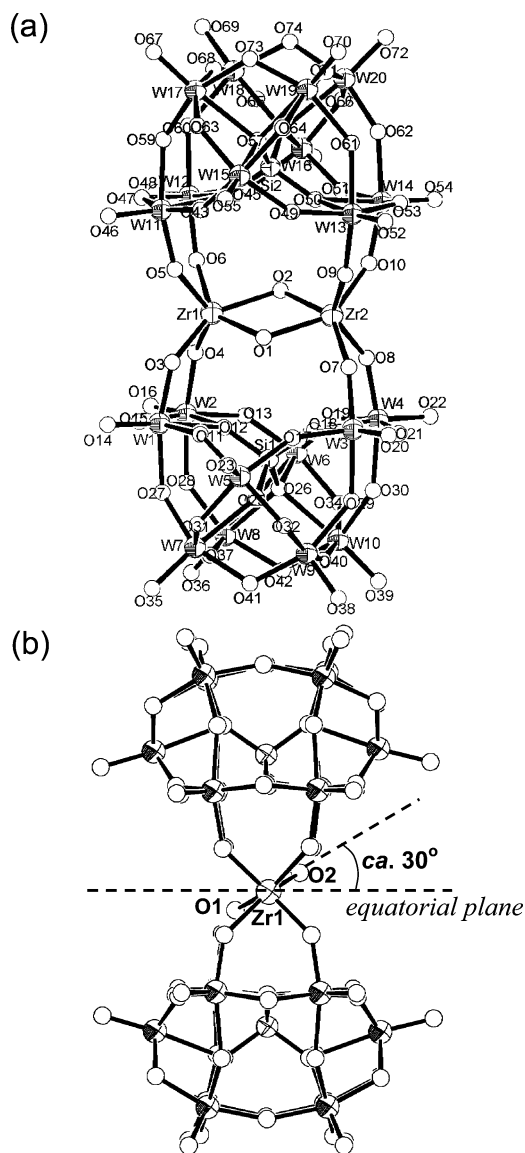 (a)
O67 O69 O74 O72
O73 O70
O68
W17 W18 W19 W20
O66
O59 O60 O63 O64 O62
O57 O61
W15 W16
O47 O48 W12 Si2 O51 W14 O54
O46 W11 O43 O55 O45 O49 O50 W13 O53
O52
O5 O6 O2 O9 O10
Zr1 Zr2
O1
O3 O4 O7 O8
O16 W2 O13 W4 O22
O14 O15 W1 O11 O12 Si1 O18 O19 W3 O21
O20
O23 W5 W6
O27 O28 O26 O34 O30
O31 O32
W7 O37 W8 W9 O40 W10
O36 O42
O35 O41 O38 O39
(b)
ca. 30°
O2
O1 Zr1
equatorial plane